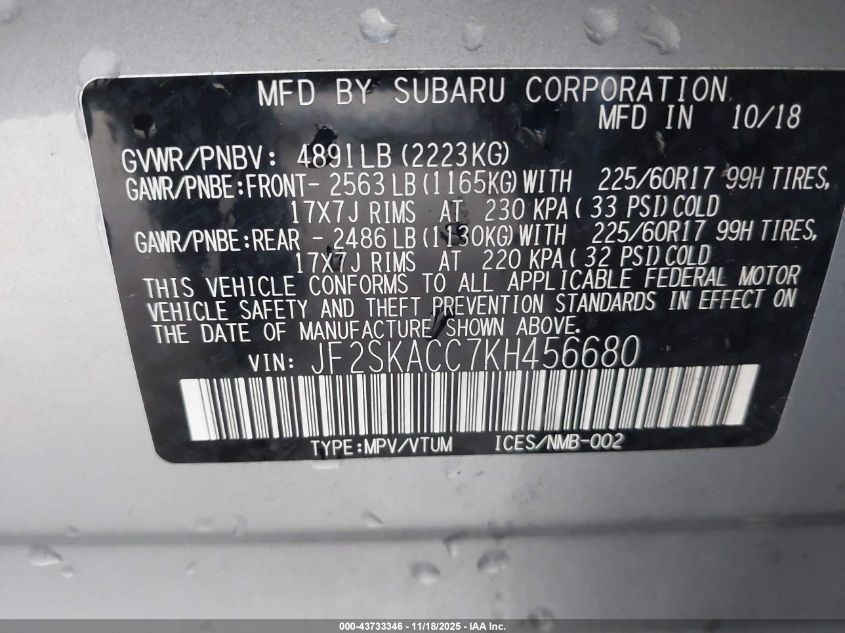 MFD BY SUBARU CORPORATION
MFD IN 10/18
GVWR/PNBV: 4891LB(2223KG)
GAWR/PNBE:FRONT- 2563LB(1165KG)WITH 225/60R17 99H TIRES,
17X7J RIMS AT 230 KPA( 33 PSI)COLD
GAWR/PNBE:REAR - 2486LB(1130KG)WITH 225/60R17 99H TIRES,
17X7J RIMS AT 220 KPA( 32 PSI)COLD
THIS VEHICLE CONFORMS TO ALL APPLICABLE FEDERAL MOTOR
VEHICLE SAFETY AND THEFT PREVENTION STANDARDS IN EFFECT ON
THE DATE OF MANUFACTURE SHOWN ABOVE.
VIN: JF2SKACC7KH456680
TYPE:MPV/VTUM ICES/NMB-002
000-43733346 - 11/18/2025 - IAA Inc.